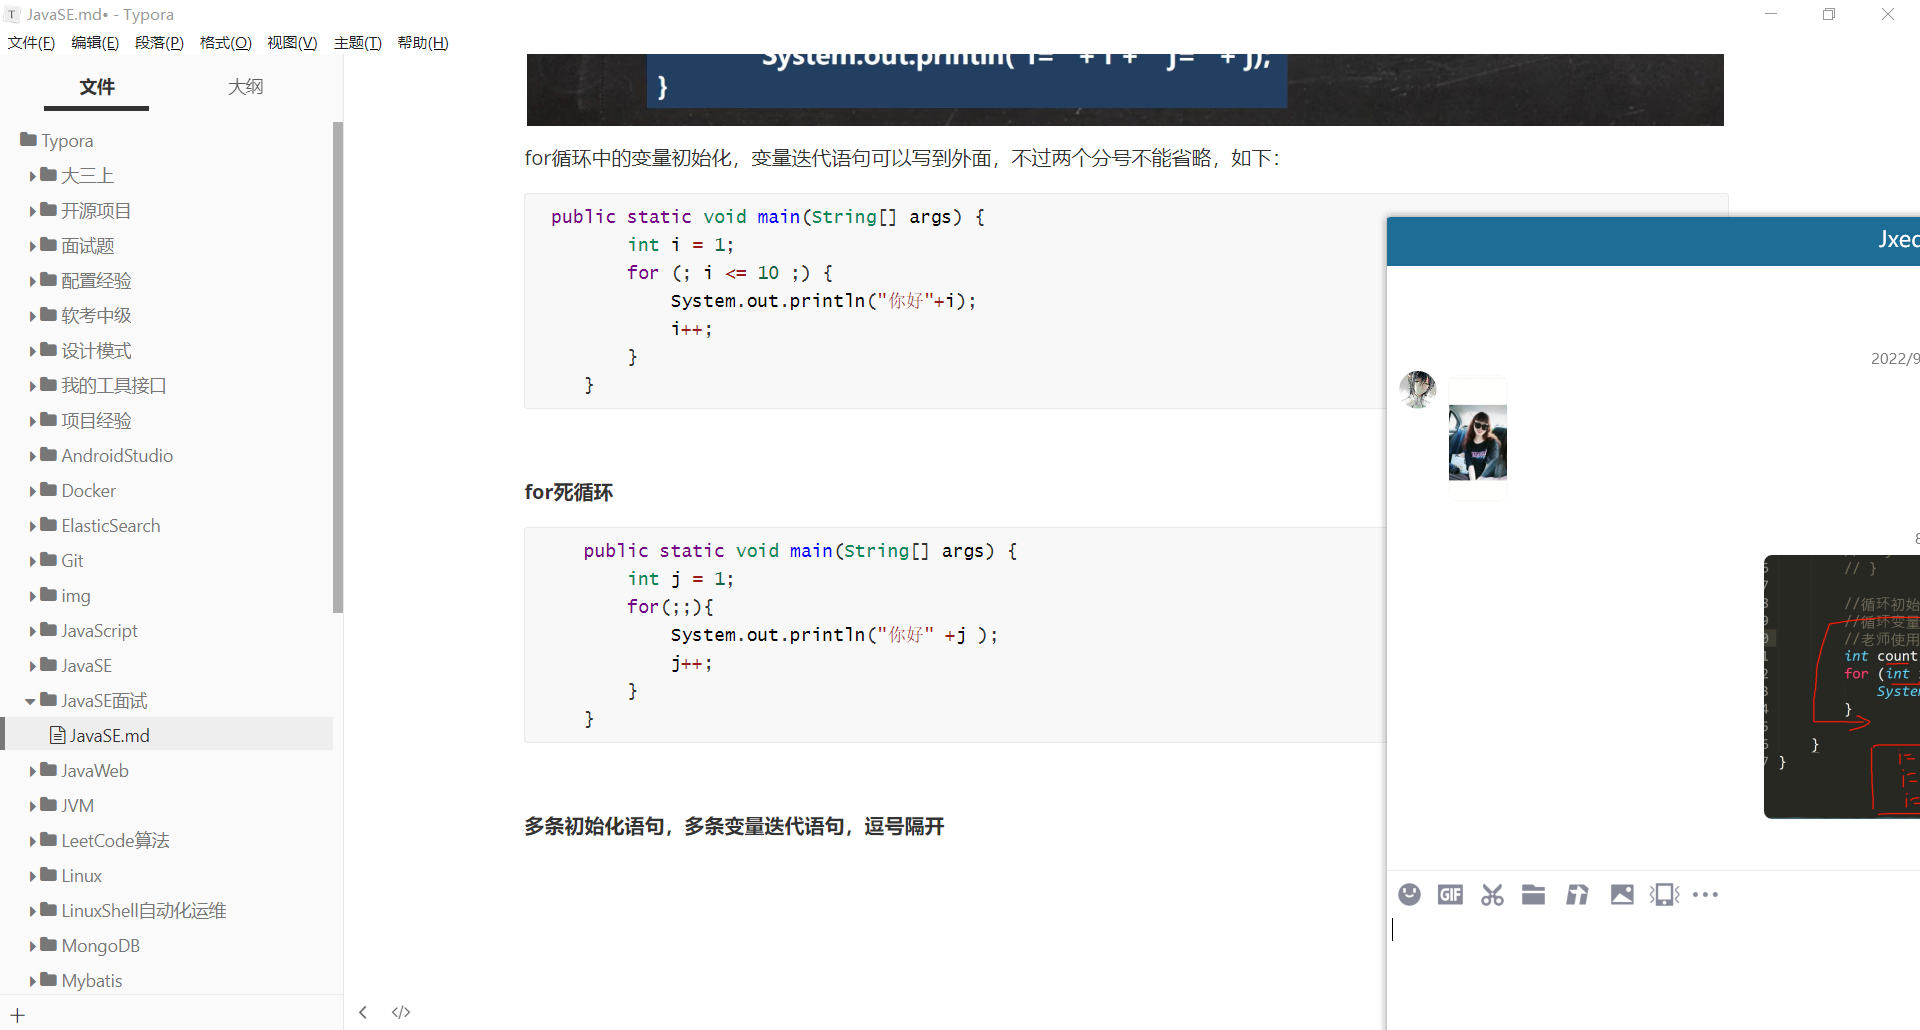 JavaSE.md• - Typora
文件(F) 编辑(E) 段落(P) 格式(O) 视图(V) 主题(T) 帮助(H)
文件 大纲
Typora
大三上
开源项目
面试题
配置经验
软考中级
设计模式
我的工具接口
项目经验
AndroidStudio
Docker
ElasticSearch
Git
img
JavaScript
JavaSE
JavaSE面试
JavaSE.md
JavaWeb
JVM
LeetCode算法
Linux
LinuxShell自动化运维
MongoDB
Mybatis
System.out.println("i=" + i + " j=" + j);
}
for循环中的变量初始化，变量迭代语句可以写到外面，不过两个分号不能省略，如下：
public static void main(String[] args) {
int i = 1;
for (; i <= 10 ;) {
System.out.println("你好"+i);
i++;
}
}
for死循环
public static void main(String[] args) {
int j = 1;
for(;;){
System.out.println("你好" +j );
j++;
}
}
多条初始化语句，多条变量迭代语句，逗号隔开
Jxec
2022/9
8
// }
//循环初始
//循环变量
//老师使用
int count
for (int
System
}
}
}
i=
i=
i=
GIF